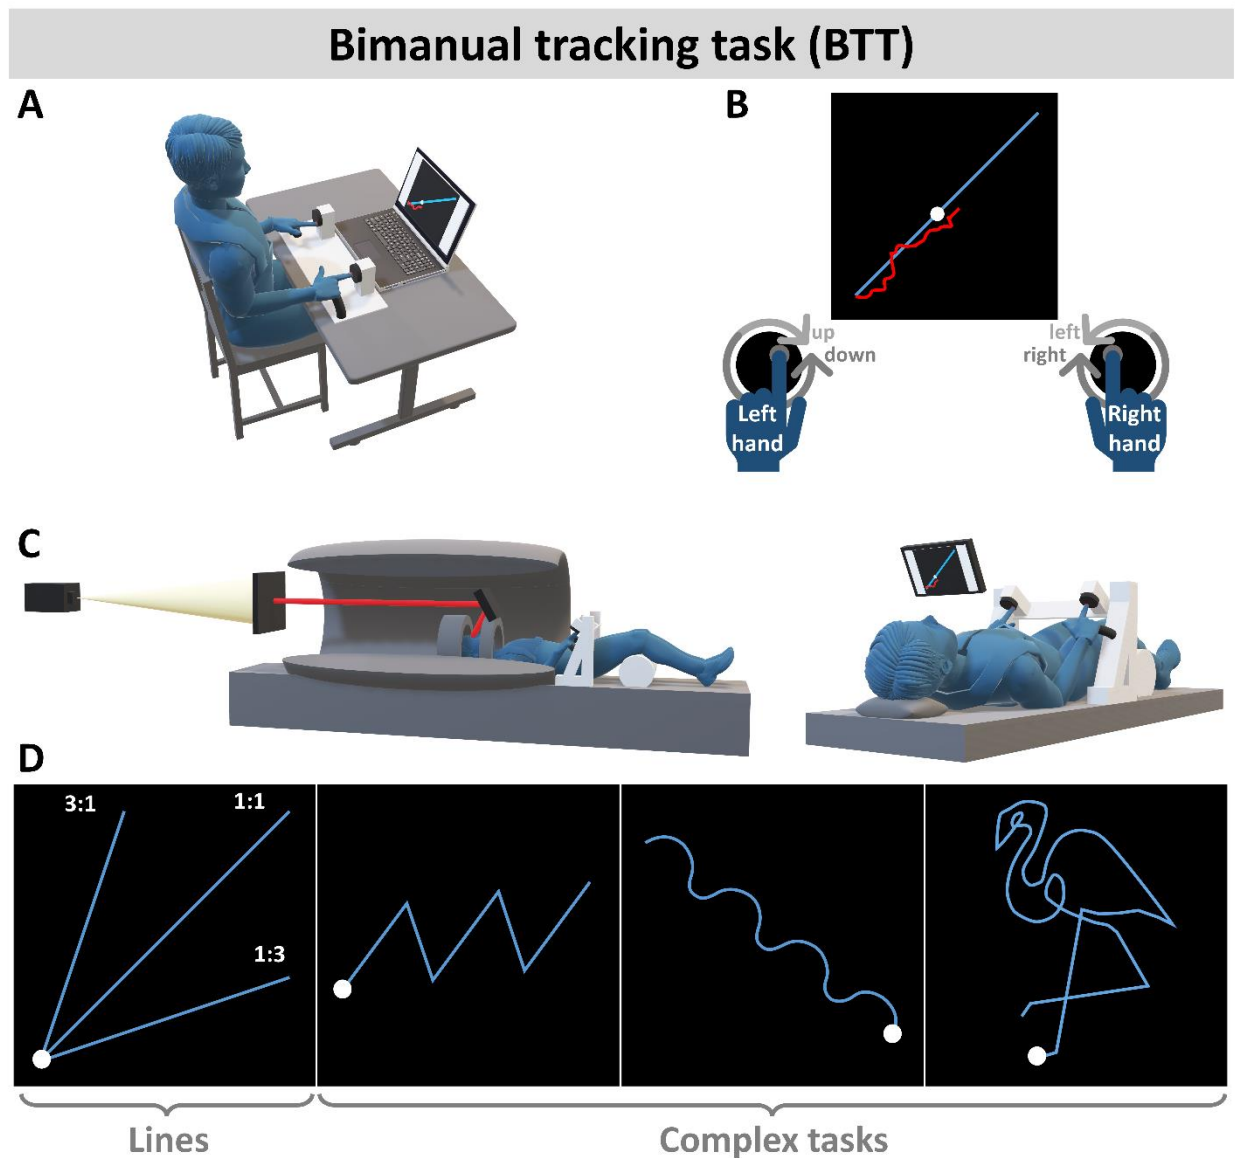 Bimanual tracking task (BTT)
A
B
up
down
left
right
Left
hand
Right
hand
C
D
3:1
1:1
1:3
Lines
Complex tasks